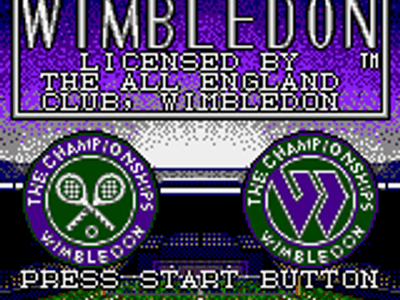 WIMBLEDON
LICENSED BY TM
THE ALL ENGLAND
CLUB, WIMBLEDON
THE CHAMPIONSHIPS
WIMBLEDON
THE CHAMPIONSHIPS
WIMBLEDON
PRESS START BUTTON